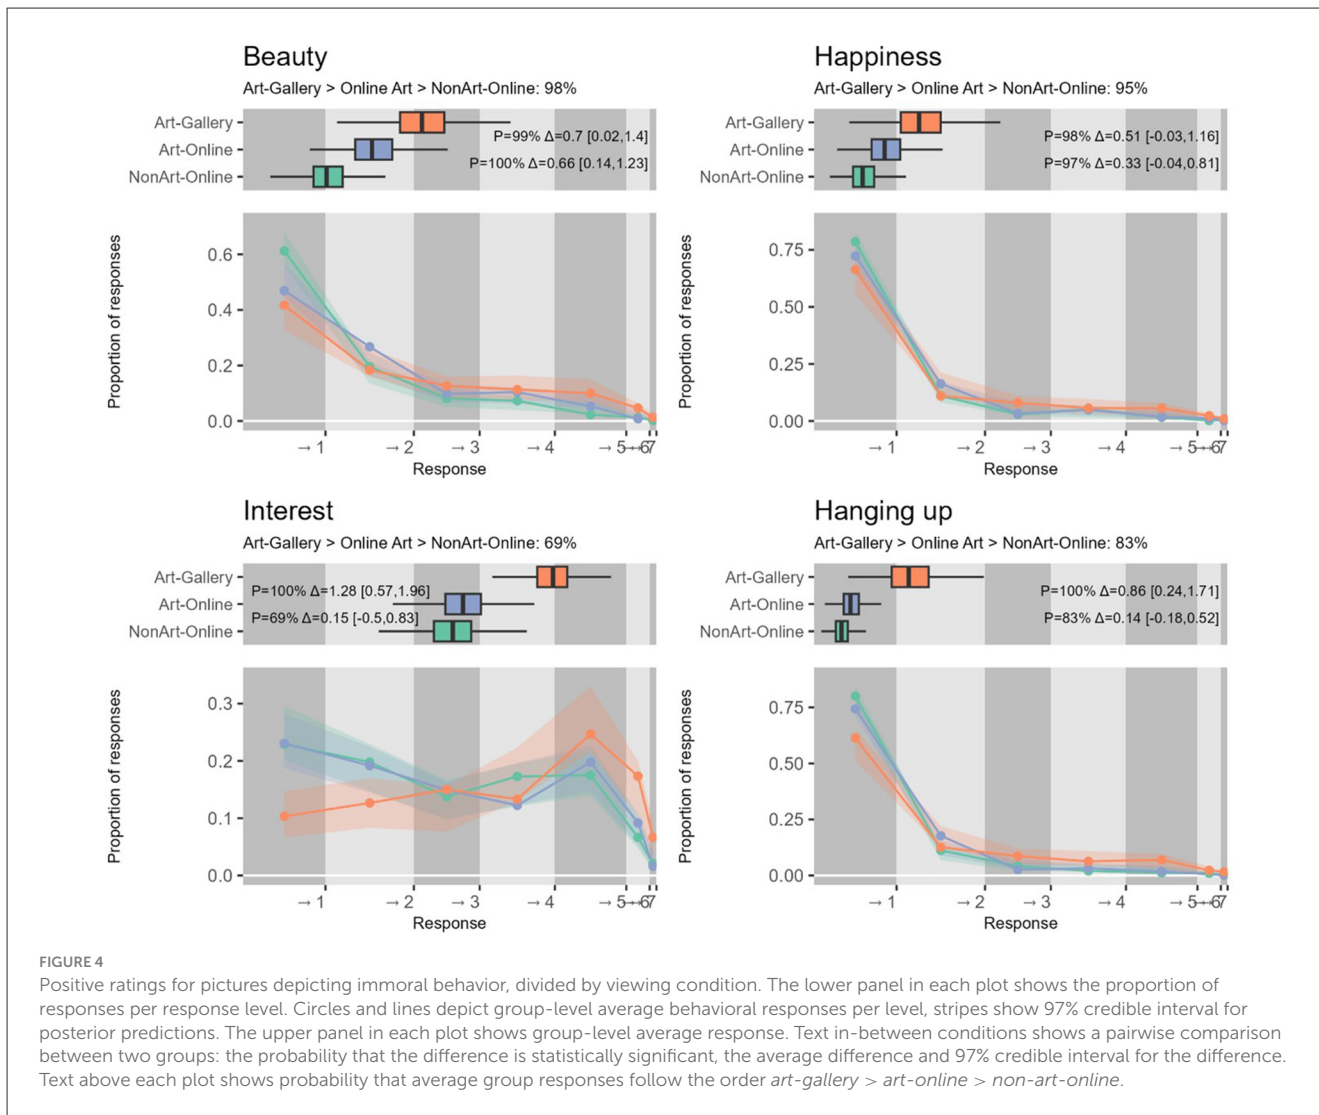 Beauty
Art-Gallery > Online Art > NonArt-Online: 98%
Art-Gallery
Art-Online
NonArt-Online
P=99% Δ=0.7 [0.02,1.4]
P=100% Δ=0.66 [0.14,1.23]
Proportion of responses
0.6
0.4
0.2
0.0
→ 1 → 2 → 3 → 4 → 5 → 6 → 7
Response
Happiness
Art-Gallery > Online Art > NonArt-Online: 95%
Art-Gallery
Art-Online
NonArt-Online
P=98% Δ=0.51 [-0.03,1.16]
P=97% Δ=0.33 [-0.04,0.81]
Proportion of responses
0.75
0.50
0.25
0.00
→ 1 → 2 → 3 → 4 → 5 → 6 → 7
Response
Interest
Art-Gallery > Online Art > NonArt-Online: 69%
Art-Gallery
Art-Online
NonArt-Online
P=100% Δ=1.28 [0.57,1.96]
P=69% Δ=0.15 [-0.5,0.83]
Proportion of responses
0.3
0.2
0.1
0.0
→ 1 → 2 → 3 → 4 → 5 → 6 → 7
Response
Hanging up
Art-Gallery > Online Art > NonArt-Online: 83%
Art-Gallery
Art-Online
NonArt-Online
P=100% Δ=0.86 [0.24,1.71]
P=83% Δ=0.14 [-0.18,0.52]
Proportion of responses
0.75
0.50
0.25
0.00
→ 1 → 2 → 3 → 4 → 5 → 6 → 7
Response
FIGURE 4
Positive ratings for pictures depicting immoral behavior, divided by viewing condition. The lower panel in each plot shows the proportion of
responses per response level. Circles and lines depict group-level average behavioral responses per level, stripes show 97% credible interval for
posterior predictions. The upper panel in each plot shows group-level average response. Text in-between conditions shows a pairwise comparison
between two groups: the probability that the difference is statistically significant, the average difference and 97% credible interval for the difference.
Text above each plot shows probability that average group responses follow the order art-gallery > art-online > non-art-online.